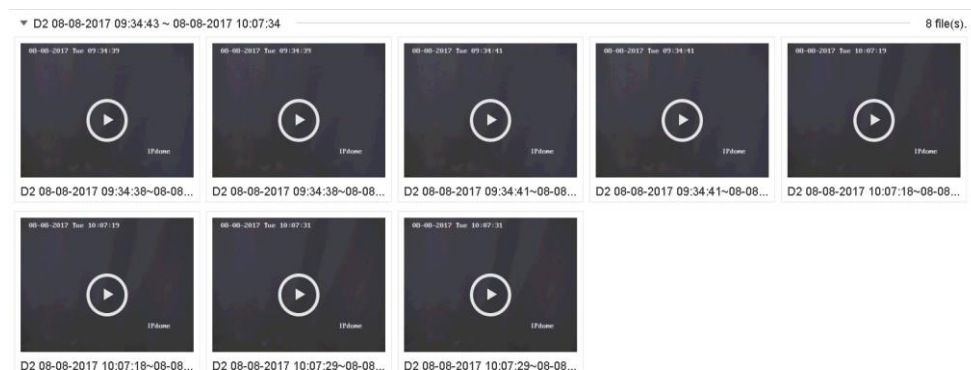 D2 08-08-2017 09:34:43 ~ 08-08-2017 10:07:34 8 file(s).
08-08-2017 Tue 09:34:39
08-08-2017 Tue 09:34:39
08-08-2017 Tue 09:34:41
08-08-2017 Tue 09:34:41
08-08-2017 Tue 10:07:19
IPdome
IPdome
IPdome
IPdome
IPdome
D2 08-08-2017 09:34:38~08-08...
D2 08-08-2017 09:34:38~08-08...
D2 08-08-2017 09:34:41~08-08...
D2 08-08-2017 09:34:41~08-08...
D2 08-08-2017 10:07:18~08-08...
08-08-2017 Tue 10:07:19
08-08-2017 Tue 10:07:31
08-08-2017 Tue 10:07:31
IPdome
IPdome
IPdome
D2 08-08-2017 10:07:18~08-08...
D2 08-08-2017 10:07:29~08-08...
D2 08-08-2017 10:07:29~08-08...